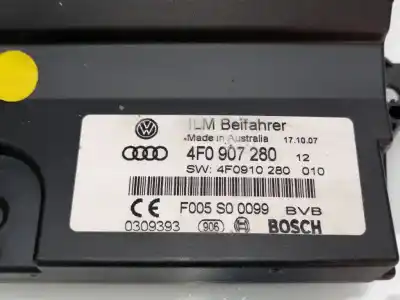 ILM Beifahrer
Made in Australia 17.10.07
4F0 907 280 12
SW: 4F0910 280 010
CE F005 S0 0099 BVB
0309393 906 BOSCH